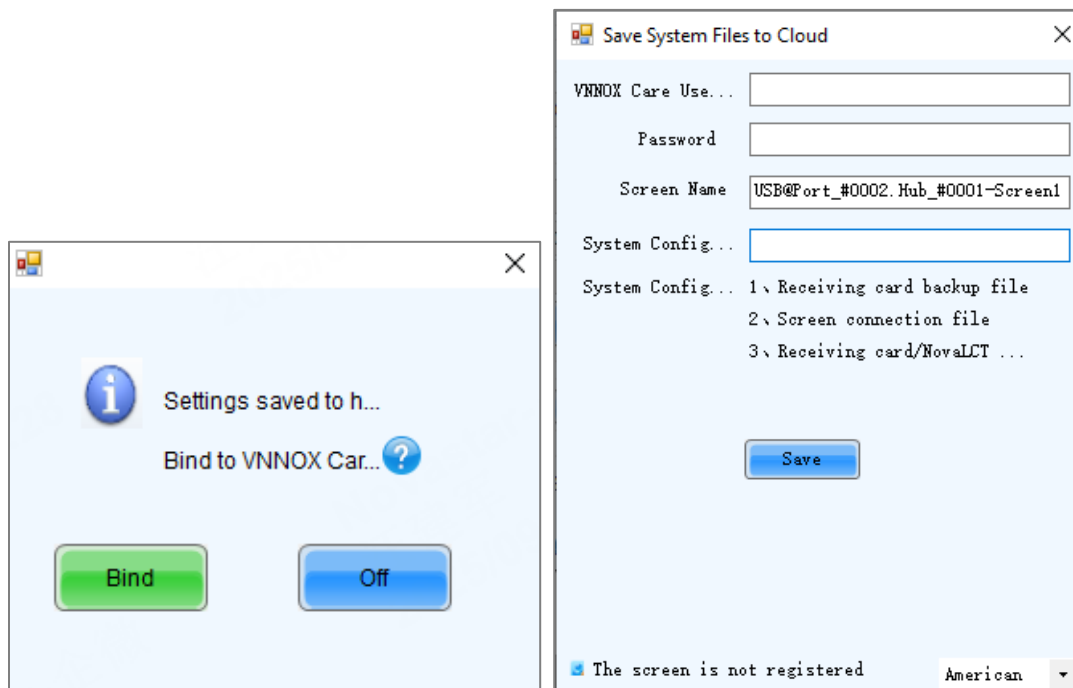 Settings saved to h...
Bind to VNNOX Car...
Bind
Off
Save System Files to Cloud
VNNOX Care Use...
Password
Screen Name USB@Port_#0002.Hub_#0001-Screen1
System Config...
System Config... 1、Receiving card backup file
2、Screen connection file
3、Receiving card/NovaLCT ...
Save
The screen is not registered
American